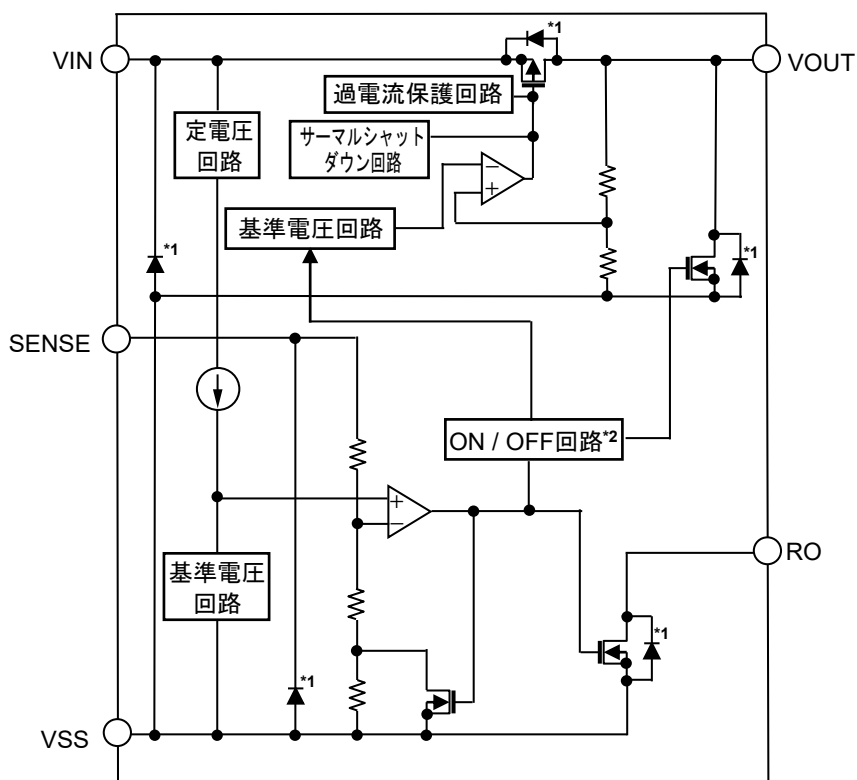 *1
VIN
VOUT
過電流保護回路
定電圧
回路
サーマルシャット
ダウン回路
−
+
基準電圧回路
*1
*1
SENSE
ON / OFF回路*2
+
−
RO
基準電圧
回路
*1
*1
VSS